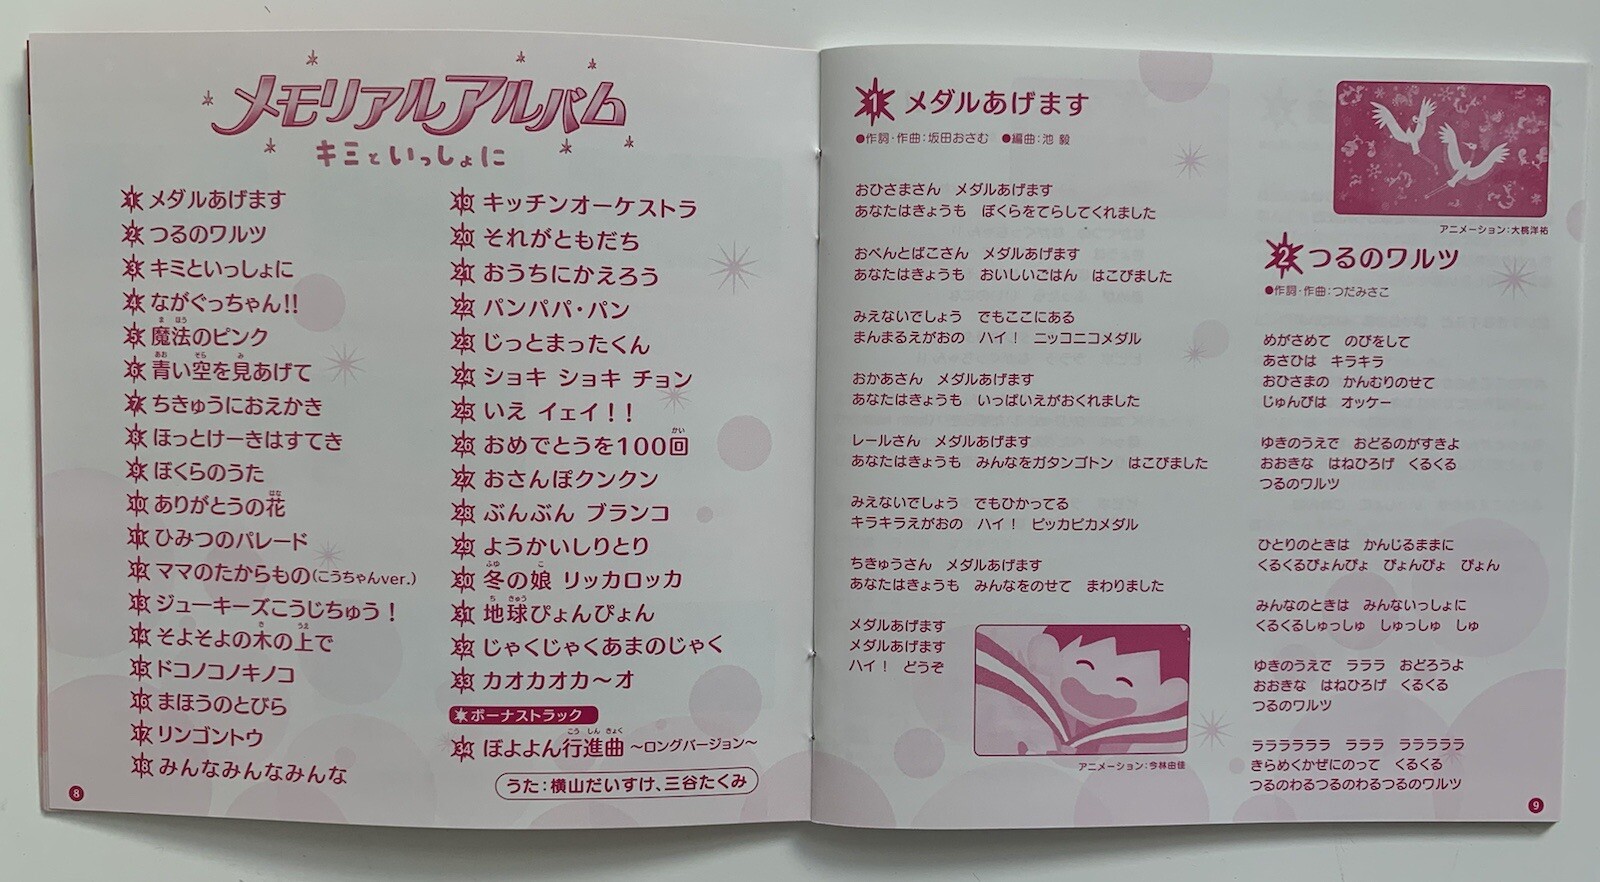 メモリアルアルバム
キミといっしょに
1 メダルあげます
2 つるのワルツ
3 キミといっしょに
4 ながぐっちゃん!!
5 魔法のピンク
6 青い空を見あげて
7 ちきゅうにおえかき
8 ほっとけーきはすてき
9 ぼくらのうた
10 ありがとうの花
11 ひみつのパレード
12 ママのたからもの(こうちゃんver.)
13 ジューキーズこうじちゅう！
14 そよそよの木の上で
15 ドコノコノキノコ
16 まほうのとびら
17 リンゴントウ
18 みんなみんなみんな
19 キッチンオーケストラ
20 それがともだち
21 おうちにかえろう
22 パンパパ・パン
23 じっとまったくん
24 ショキ ショキ チョン
25 いえ イェイ！！
26 おめでとうを100回
27 おさんぽクンクン
28 ぶんぶん ブランコ
29 ようかいしりとり
30 冬の娘 リッカロッカ
31 地球ぴょんぴょん
32 じゃくじゃくあまのじゃく
33 カオカオカ〜オ
ボーナストラック
34 ぼよよん行進曲 〜ロングバージョン〜
うた：横山だいすけ、三谷たくみ
8
1 メダルあげます
●作詞・作曲：坂田おさむ ●編曲：池 毅
おひさまさん メダルあげます
あなたはきょうも ぼくらをてらしてくれました
おべんとばこさん メダルあげます
あなたはきょうも おいしいごはん はこびました
みえないでしょう でもここにある
まんまるえがおの ハイ！ ニッコニコメダル
おかあさん メダルあげます
あなたはきょうも いっぱいえがおくれました
レールさん メダルあげます
あなたはきょうも みんなをガタンゴトン はこびました
みえないでしょう でもひかってる
キラキラえがおの ハイ！ ピッカピカメダル
ちきゅうさん メダルあげます
あなたはきょうも みんなをのせて まわりました
メダルあげます
メダルあげます
ハイ！ どうぞ
アニメーション：今林由佳
アニメーション：大桃洋祐
2 つるのワルツ
●作詞・作曲：つだみさこ
めがさめて のびをして
あさひは キラキラ
おひさまの かんむりのせて
じゅんびは オッケー
ゆきのうえで おどるのがすきよ
おおきな はねひろげ くるくる
つるのワルツ
ひとりのときは かんじるままに
くるくるぴょんぴょ ぴょんぴょ ぴょん
みんなのときは みんないっしょに
くるくるしゅっしゅ しゅっしゅ しゅ
ゆきのうえで ラララ おどろうよ
おおきな はねひろげ くるくる
つるのワルツ
ララララララ ラララ ラララララ
きらめくかぜにのって くるくる
つるのわるつるのわるつるのワルツ
9